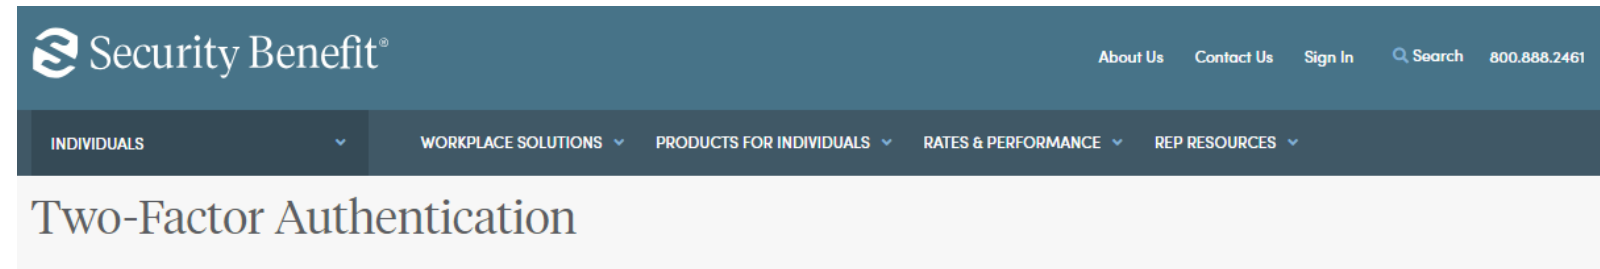 Security Benefit®
About Us Contact Us Sign In Search 800.888.2461
INDIVIDUALS WORKPLACE SOLUTIONS PRODUCTS FOR INDIVIDUALS RATES & PERFORMANCE REP RESOURCES
Two-Factor Authentication